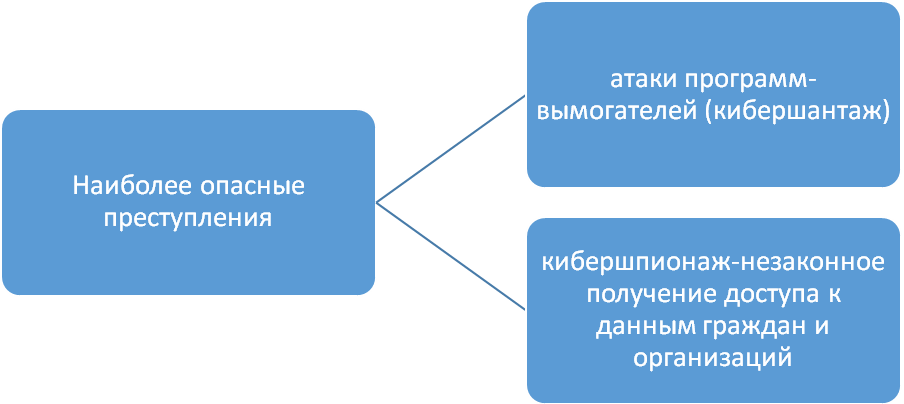 Наиболее опасные
преступления
атаки программ-
вымогателей (кибершантаж)
кибершпионаж-незаконное
получение доступа к
данным граждан и
организаций